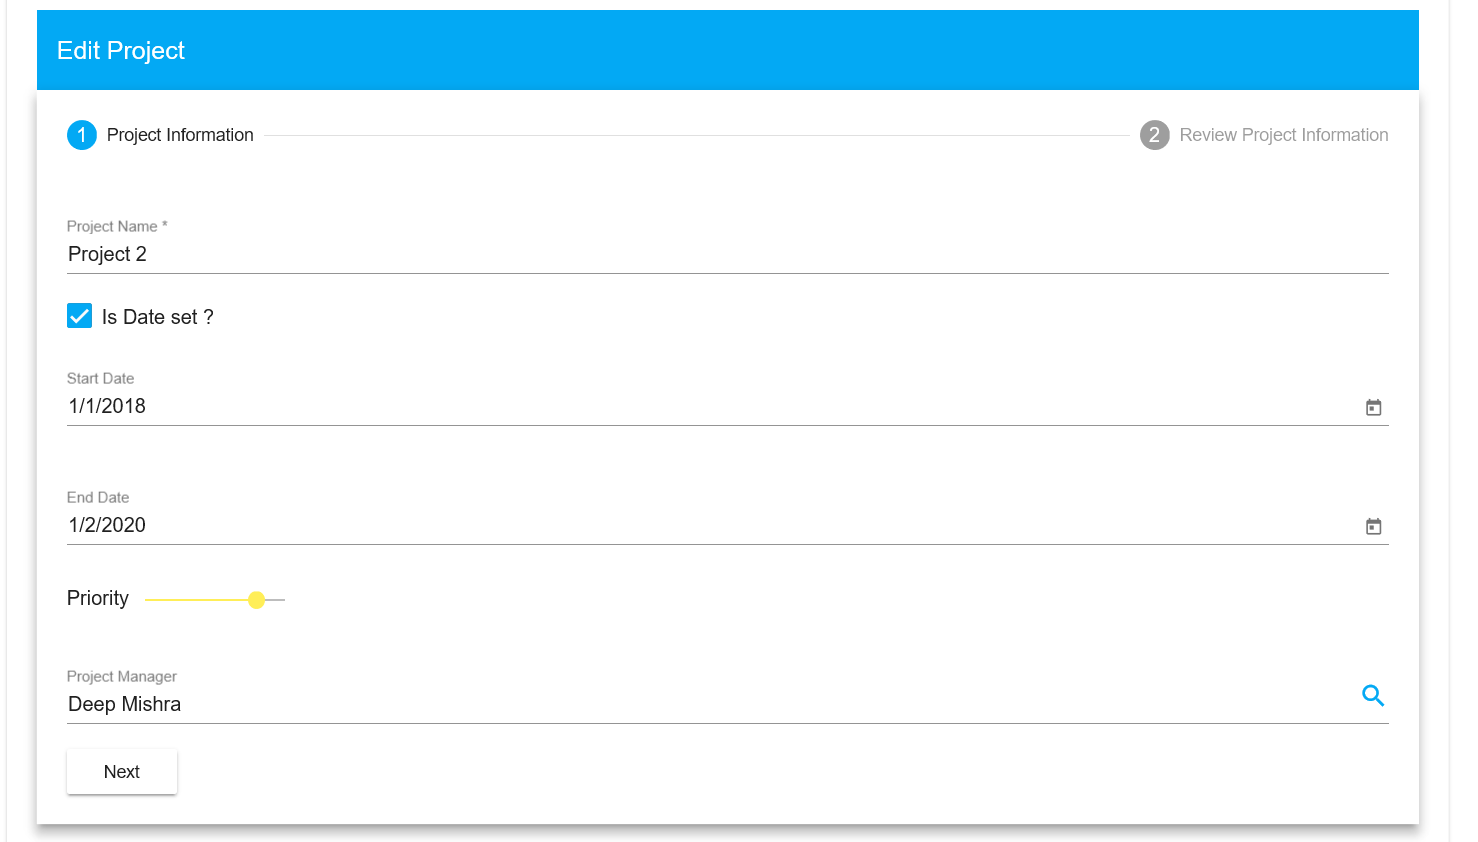 Edit Project
1 Project Information
2 Review Project Information
Project Name *
Project 2
Is Date set ?
Start Date
1/1/2018
End Date
1/2/2020
Priority
Project Manager
Deep Mishra
Next